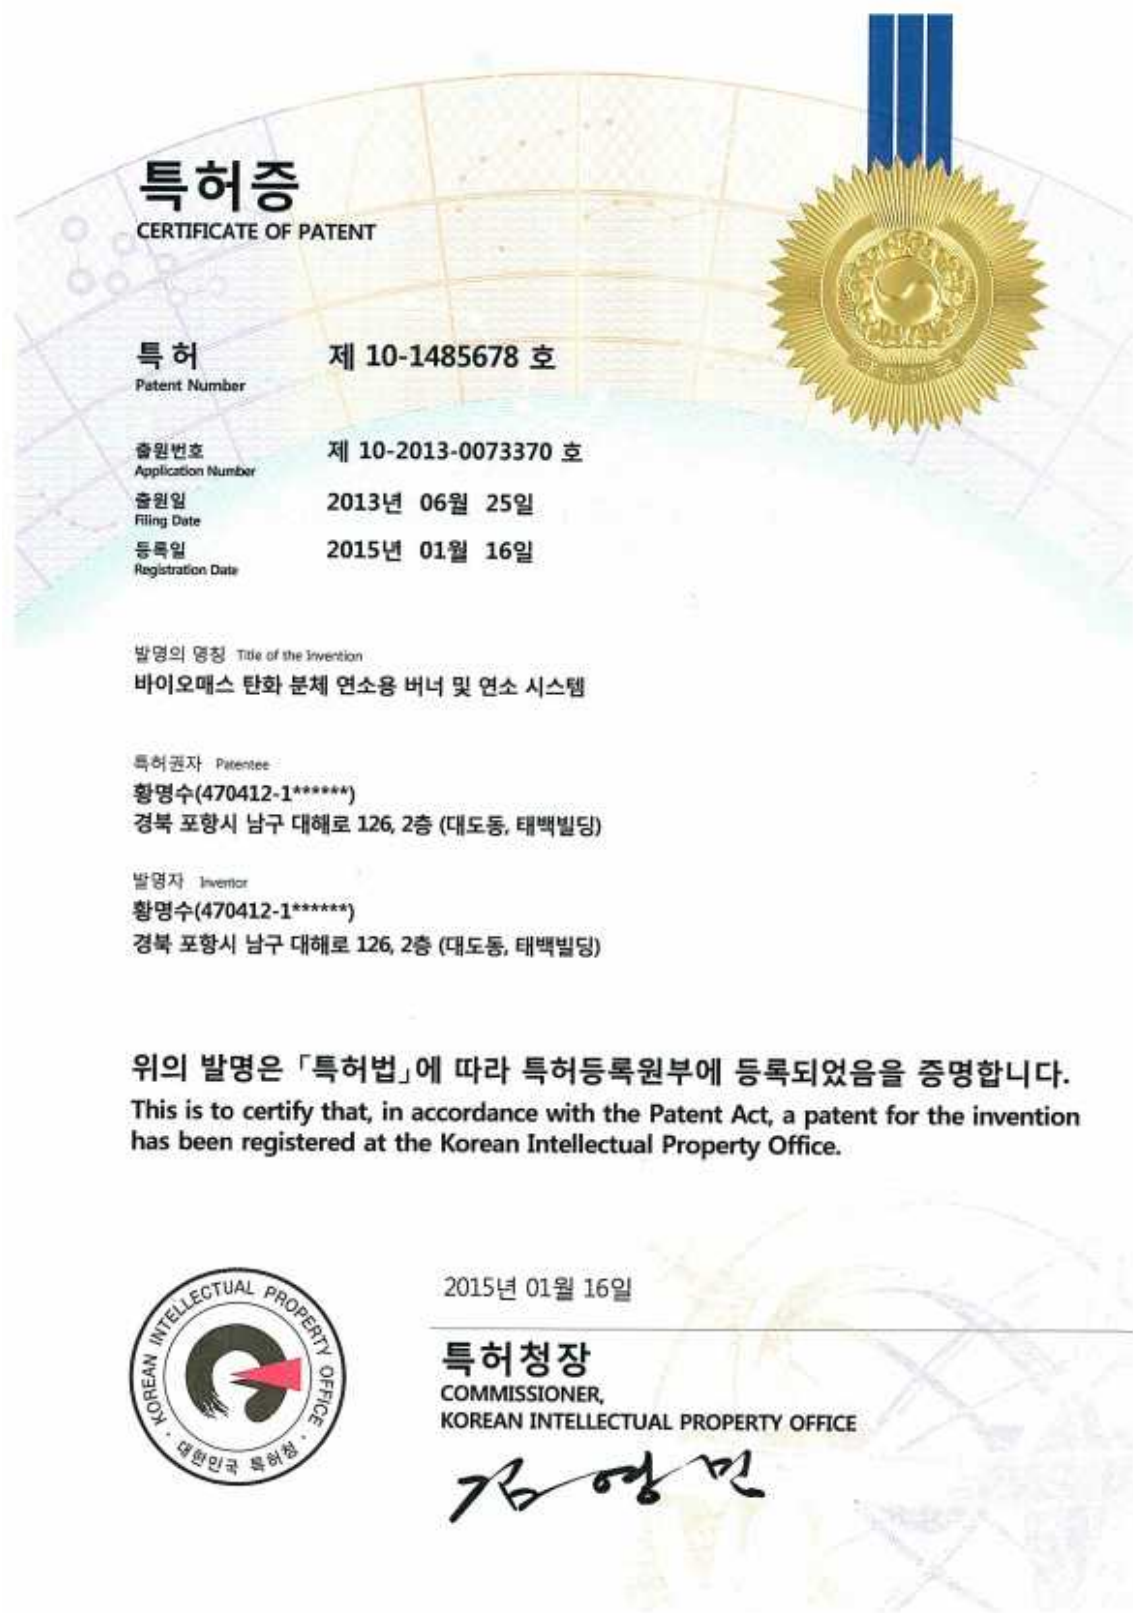 특허증
CERTIFICATE OF PATENT
특 허 제 10-1485678 호
Patent Number
출원번호 제 10-2013-0073370 호
Application Number
출원일 2013년 06월 25일
Filing Date
등록일 2015년 01월 16일
Registration Date
발명의 명칭 Title of the Invention
바이오매스 탄화 분체 연소용 버너 및 연소 시스템
특허권자 Patentee
황명수(470412-1******)
경북 포항시 남구 대해로 126, 2층 (대도동, 태백빌딩)
발명자 Inventor
황명수(470412-1******)
경북 포항시 남구 대해로 126, 2층 (대도동, 태백빌딩)
위의 발명은 「특허법」에 따라 특허등록원부에 등록되었음을 증명합니다.
This is to certify that, in accordance with the Patent Act, a patent for the invention
has been registered at the Korean Intellectual Property Office.
2015년 01월 16일
특허청장
COMMISSIONER,
KOREAN INTELLECTUAL PROPERTY OFFICE
김영민
KOREAN INTELLECTUAL PROPERTY OFFICE
대한민국 특허청